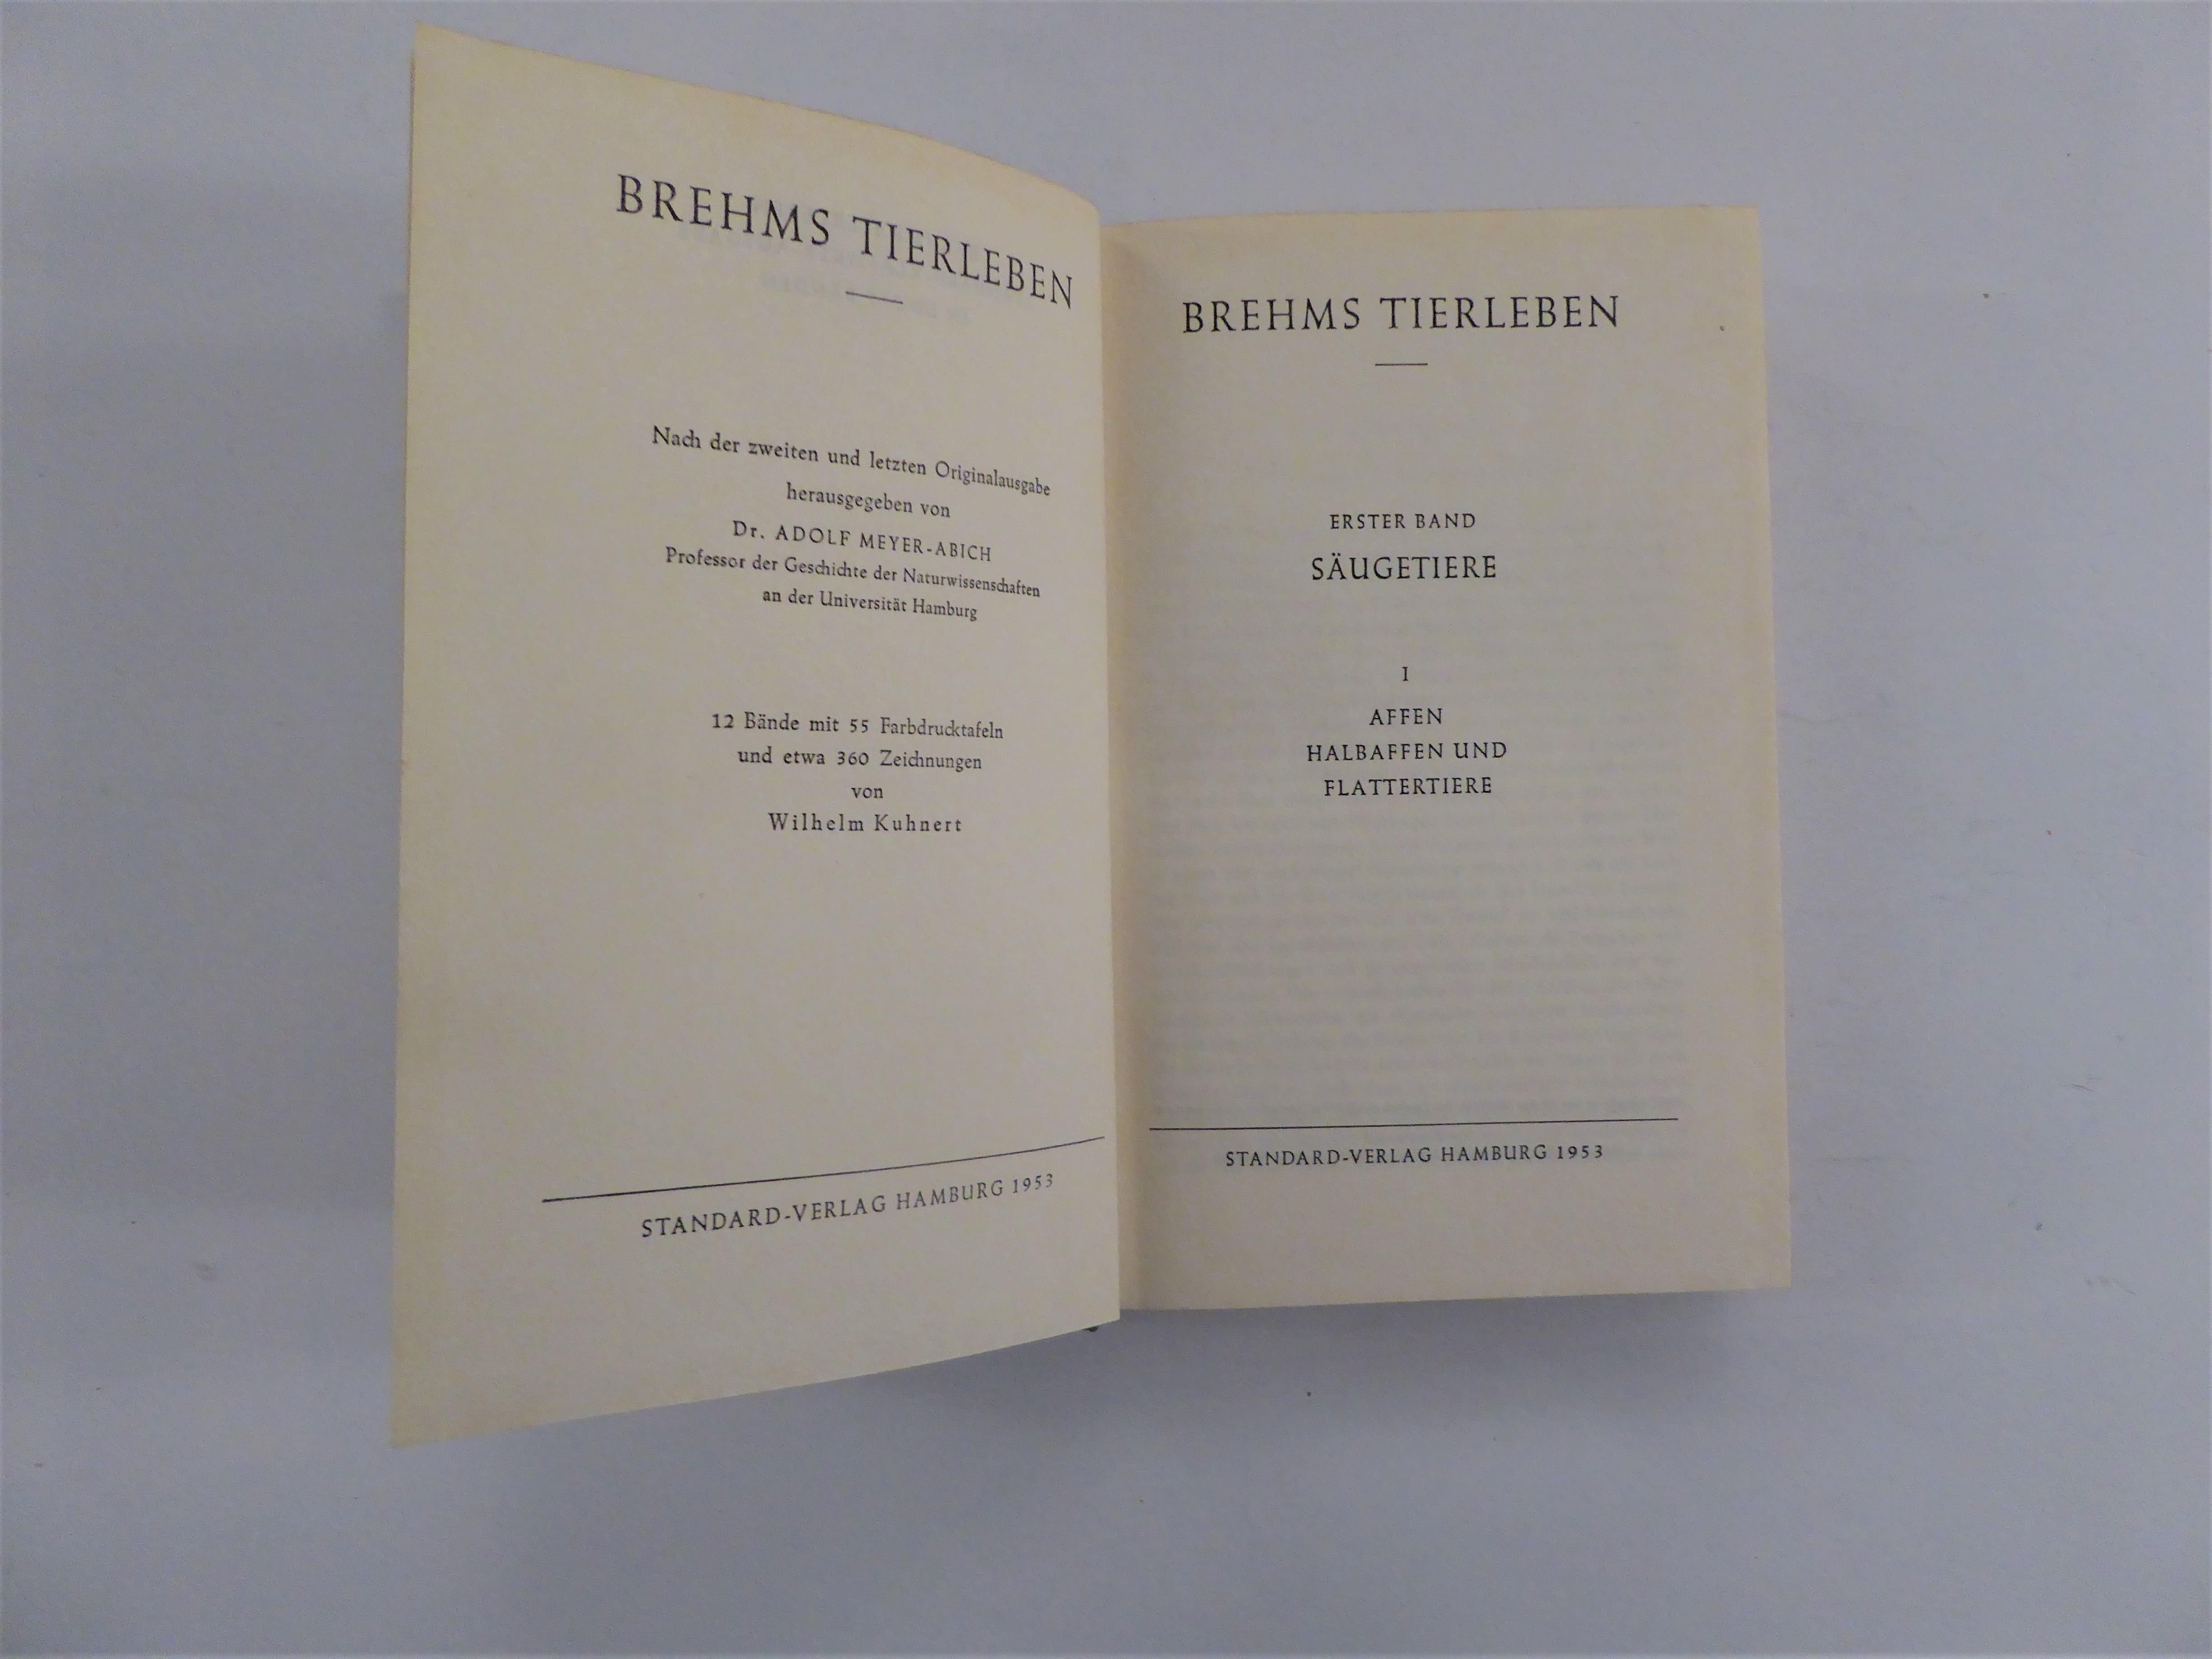 BREHMS TIERLEBEN
Nach der zweiten und letzten Originalausgabe
herausgegeben von
Dr. ADOLF MEYER-ABICH
Professor der Geschichte der Naturwissenschaften
an der Universität Hamburg
12 Bände mit 55 Farbdrucktafeln
und etwa 360 Zeichnungen
von
Wilhelm Kuhnert
STANDARD-VERLAG HAMBURG 1953
BREHMS TIERLEBEN
ERSTER BAND
SÄUGETIERE
I
AFFEN
HALBAFFEN UND
FLATTERTIERE
STANDARD-VERLAG HAMBURG 1953